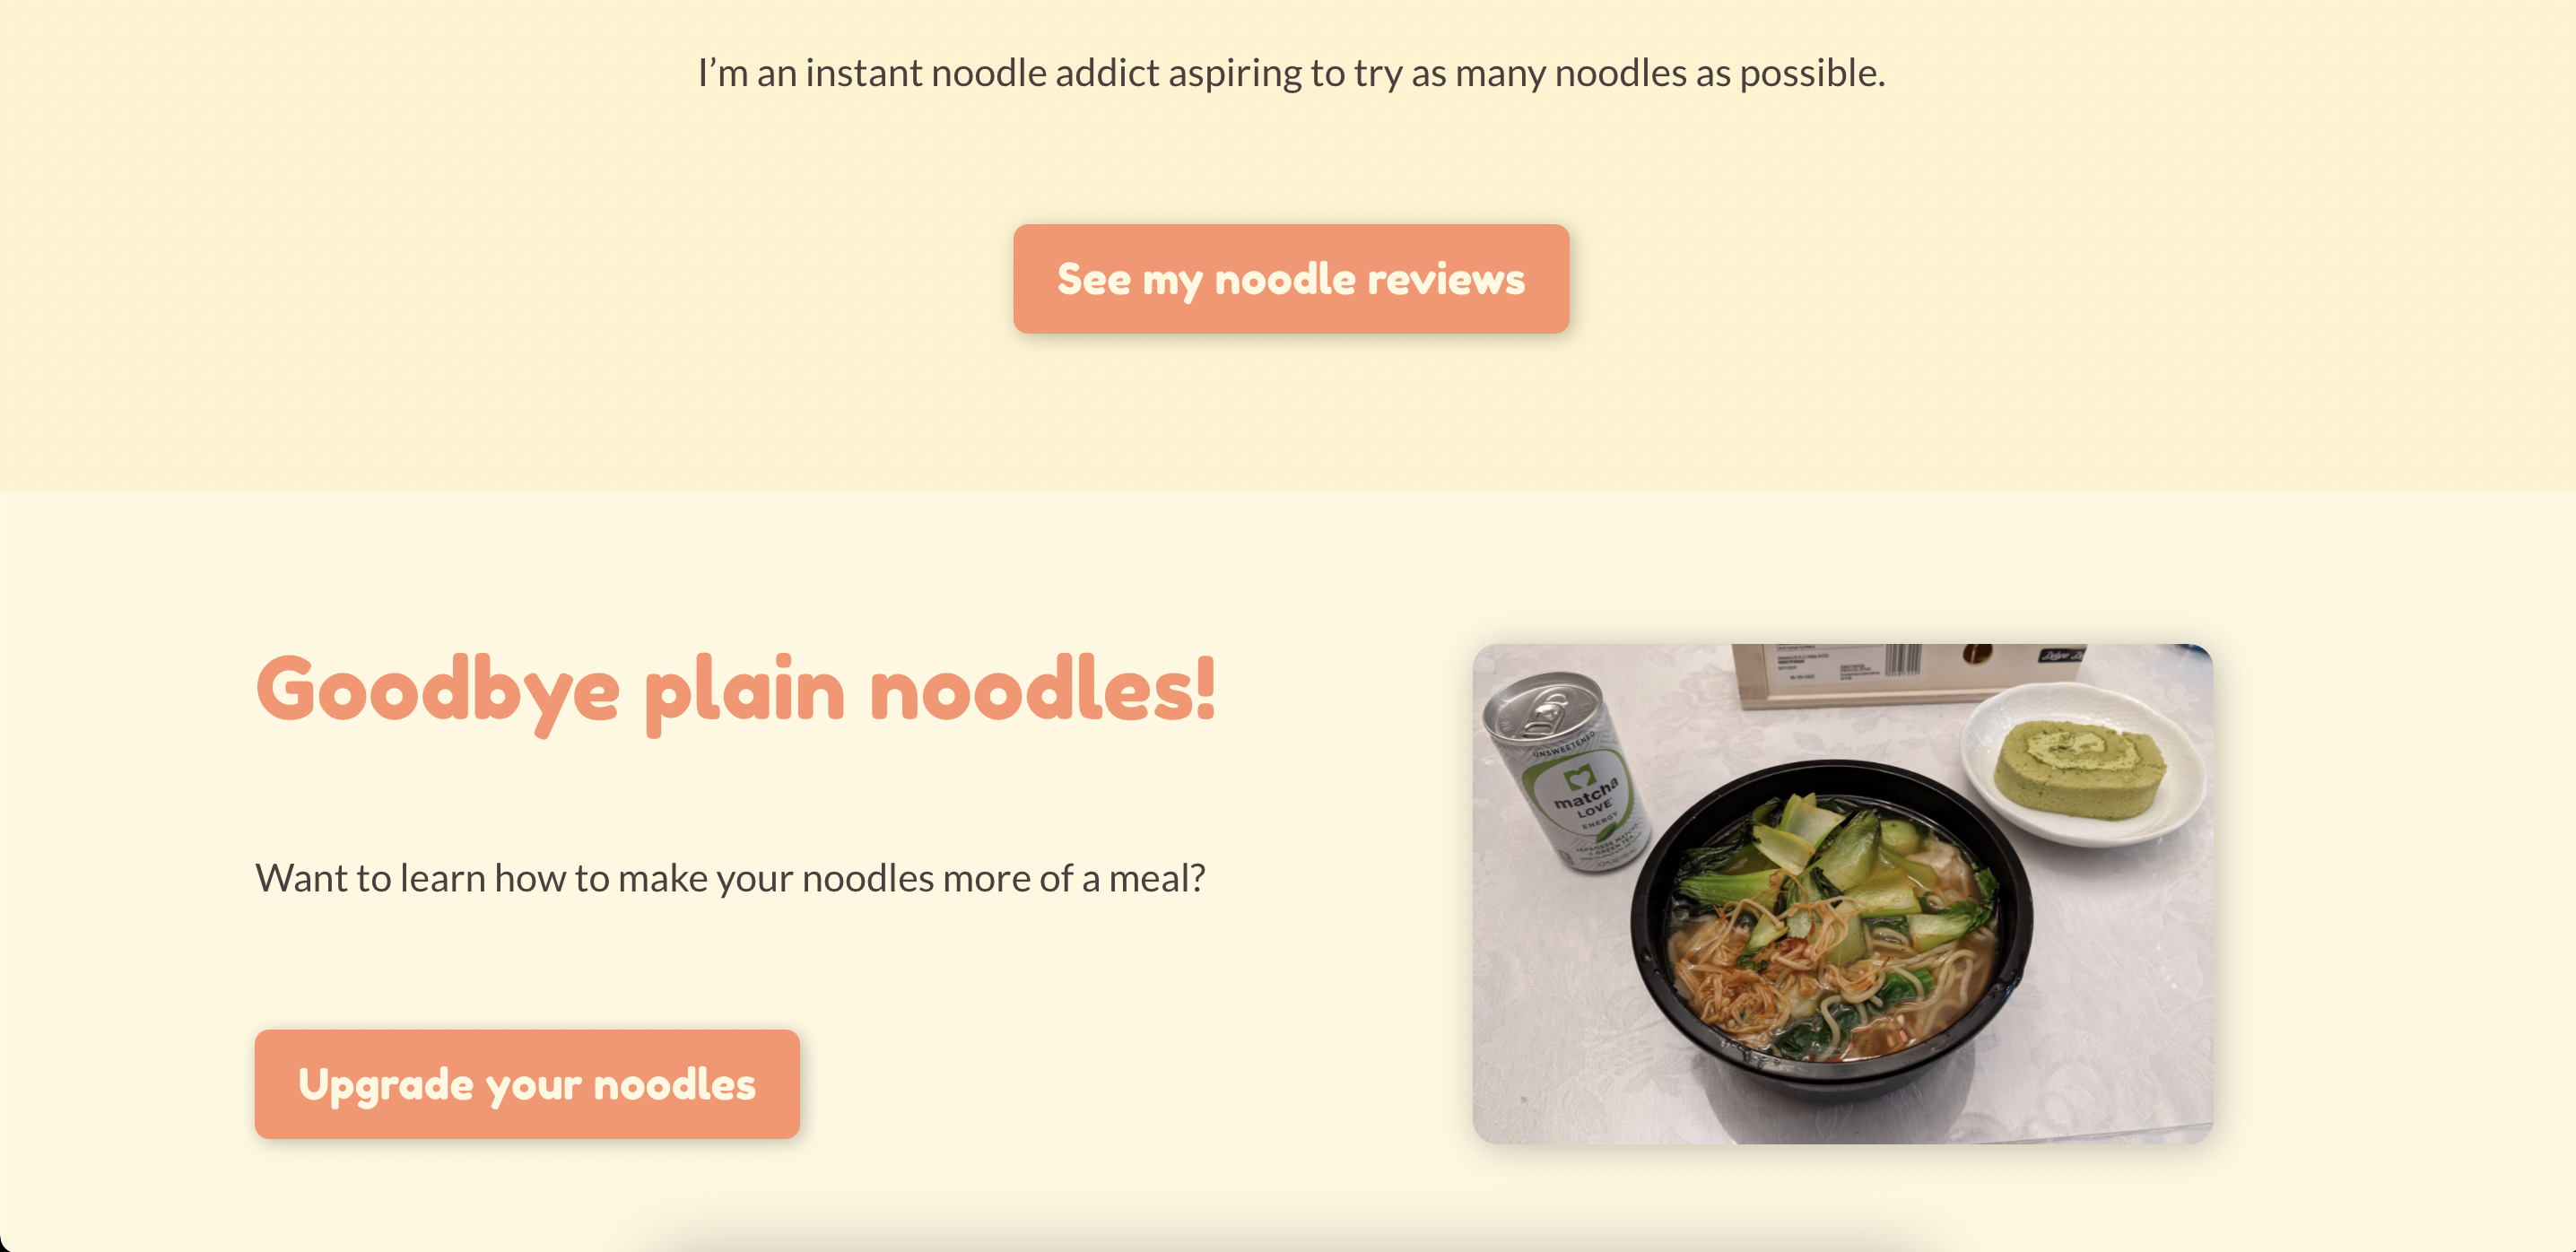 I’m an instant noodle addict aspiring to try as many noodles as possible.
See my noodle reviews
Goodbye plain noodles!
Want to learn how to make your noodles more of a meal?
Upgrade your noodles
UNSWEETENED
matcha
LOVE
ENERGY